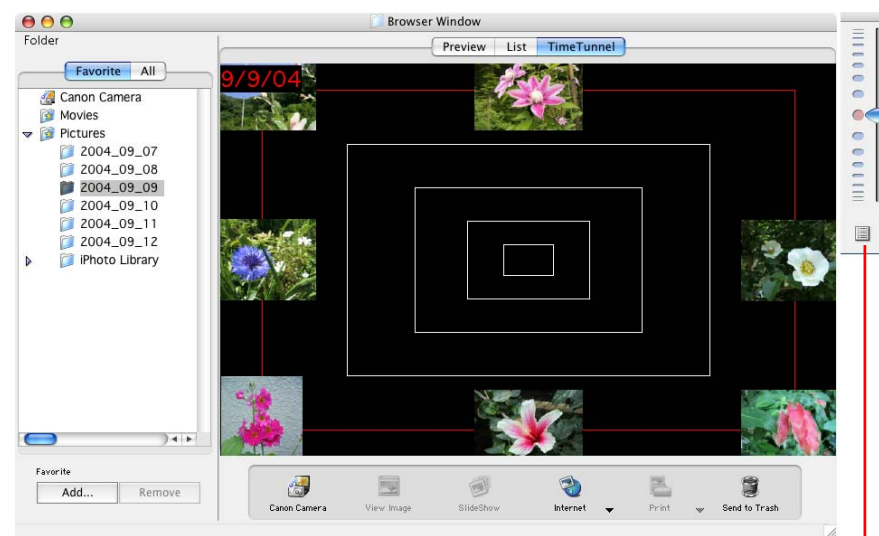 Browser Window
Folder
Preview List TimeTunnel
Favorite All
9/9/04
Canon Camera
Movies
Pictures
2004_09_07
2004_09_08
2004_09_09
2004_09_10
2004_09_11
2004_09_12
iPhoto Library
Favorite
Add... Remove
Canon Camera View Image SlideShow Internet Print Send to Trash